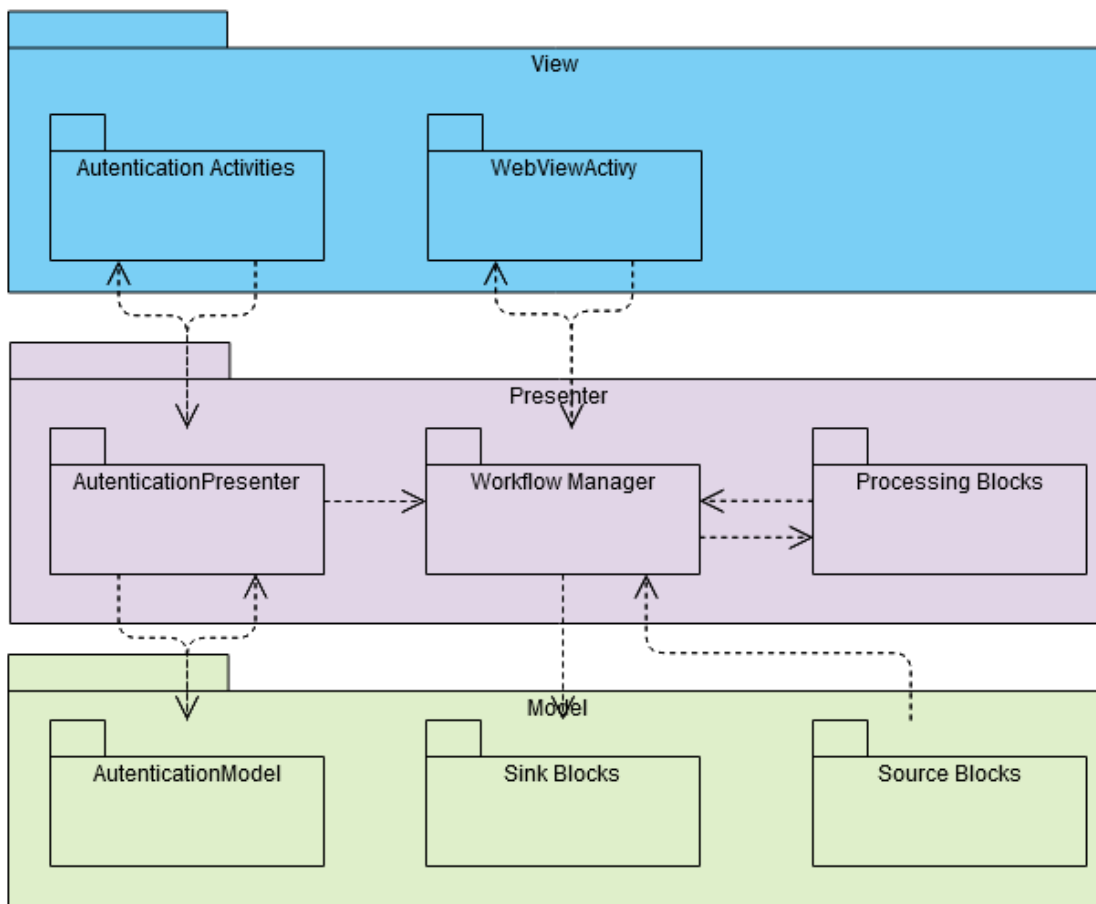 View
Autentication Activities
WebViewActivy
Presenter
AutenticationPresenter
Workflow Manager
Processing Blocks
Model
AutenticationModel
Sink Blocks
Source Blocks